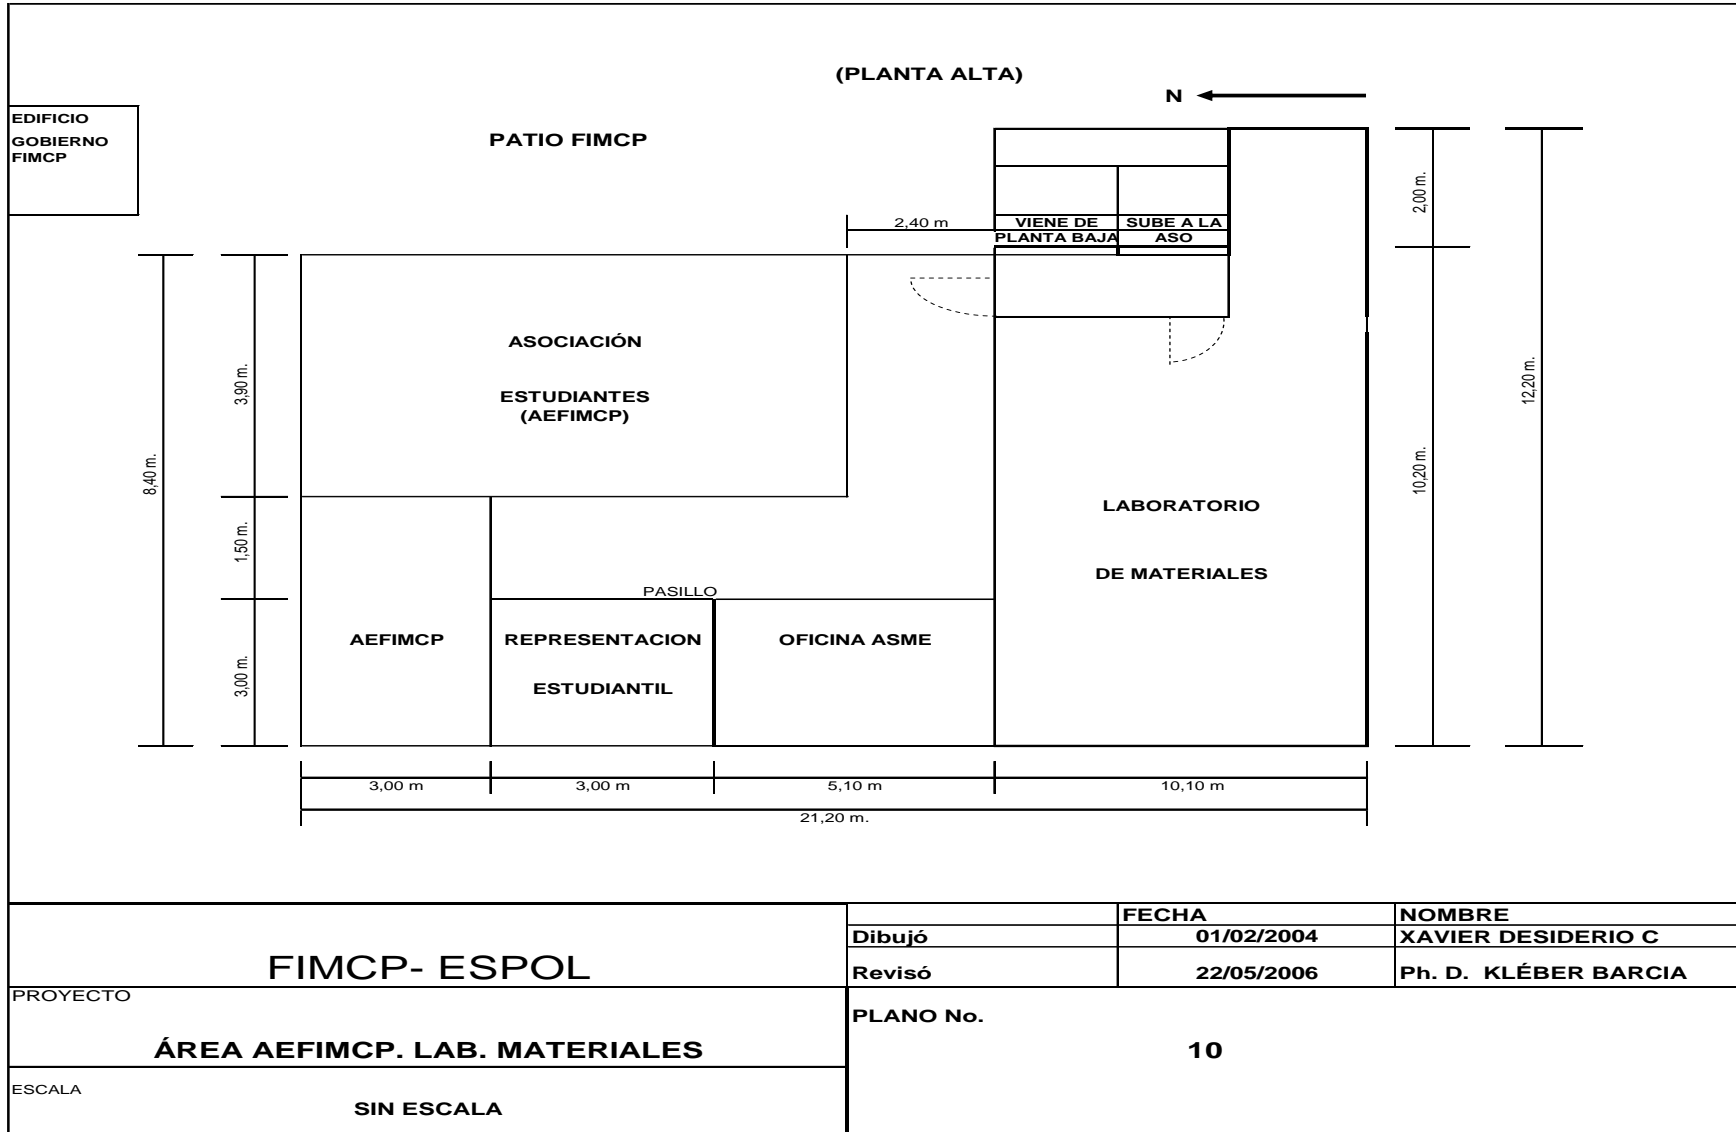 (PLANTA ALTA)
N
EDIFICIO
GOBIERNO
FIMCP
PATIO FIMCP
2,00 m.
2,40 m
VIENE DE
SUBE A LA
PLANTA BAJA
ASO
ASOCIACIÓN
3,90 m.
12,20 m.
ESTUDIANTES
(AEFIMCP)
8,40 m.
10,20 m.
LABORATORIO
1,50 m.
DE MATERIALES
PASILLO
AEFIMCP
REPRESENTACION
OFICINA ASME
3,00 m.
ESTUDIANTIL
3,00 m
3,00 m
5,10 m
10,10 m
21,20 m.
FECHA
NOMBRE
Dibujó
01/02/2004
XAVIER DESIDERIO C
FIMCP- ESPOL
Revisó
22/05/2006
Ph. D.  KLÉBER BARCIA
PROYECTO
PLANO No.
ÁREA AEFIMCP. LAB. MATERIALES
10
ESCALA
SIN ESCALA